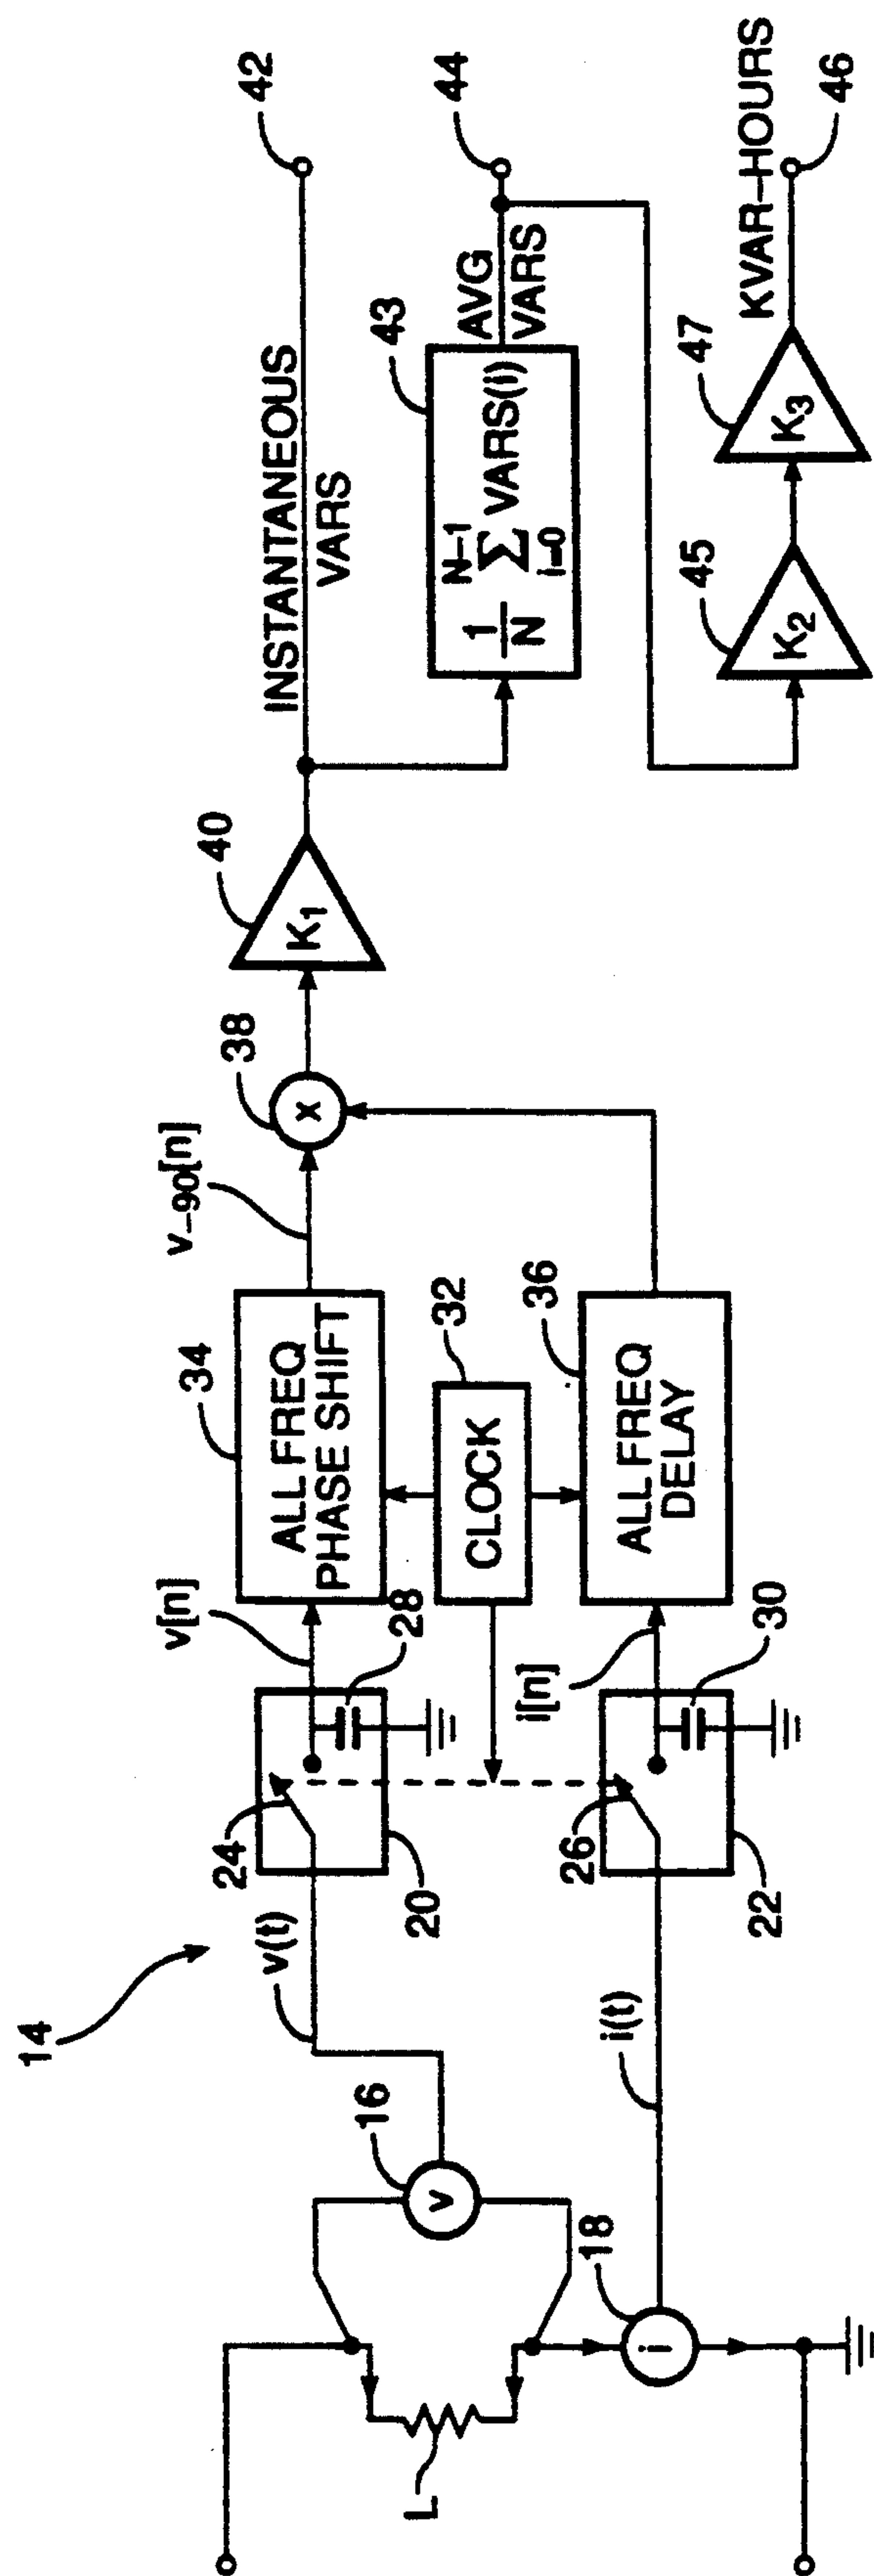 14
L
16
v
18
i
v(t)
i(t)
24
20
26
22
v[n]
28
i[n]
30
34
ALL FREQ
PHASE SHIFT
32
CLOCK
36
ALL FREQ
DELAY
v-90[n]
38
x
40
K1
INSTANTANEOUS
VARS
42
43
1/N N-1 Σ i=0 VARS(i)
AVG
VARS
44
45
K2
47
K3
KVAR-HOURS
46